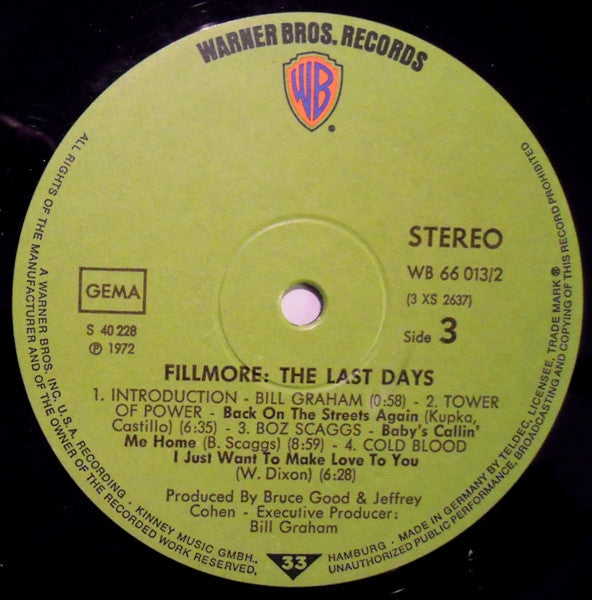 WARNER BROS. RECORDS
WB
®
STEREO
WB 66 013/2
(3 XS 2637)
Side 3
GEMA
S 40 228
℗ 1972
FILLMORE: THE LAST DAYS
1. INTRODUCTION - BILL GRAHAM (0:58) - 2. TOWER
OF POWER - Back On The Streets Again (Kupka,
Castillo) (6:35) - 3. BOZ SCAGGS - Baby's Callin'
Me Home (B. Scaggs) (8:59) - 4. COLD BLOOD
I Just Want To Make Love To You
(W. Dixon) (6:28)
Produced By Bruce Good & Jeffrey
Cohen - Executive Producer:
Bill Graham
33
ALL RIGHTS OF THE MANUFACTURER AND OF THE OWNER OF THE RECORDED WORK RESERVED,
A WARNER BROS. INC. U.S.A. RECORDING · KINNEY MUSIC GMBH.,
HAMBURG · MADE IN GERMANY BY TELDEC, LICENSEE, TRADE MARK ®
UNAUTHORIZED PUBLIC PERFORMANCE, BROADCASTING AND COPYING OF THIS RECORD PROHIBITED